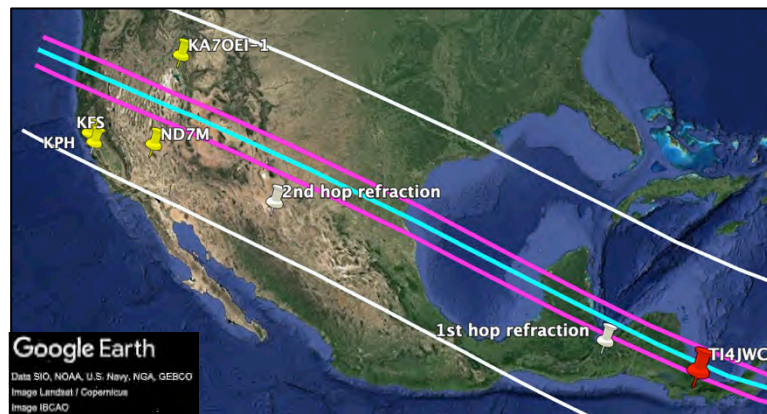 KA7OEI-1
KFS
KPH
ND7M
2nd hop refraction
1st hop refraction
TI4JWC
Google Earth
Data SIO, NOAA, U.S. Navy, NGA, GEBCO
Image Landsat / Copernicus
Image IBCAO